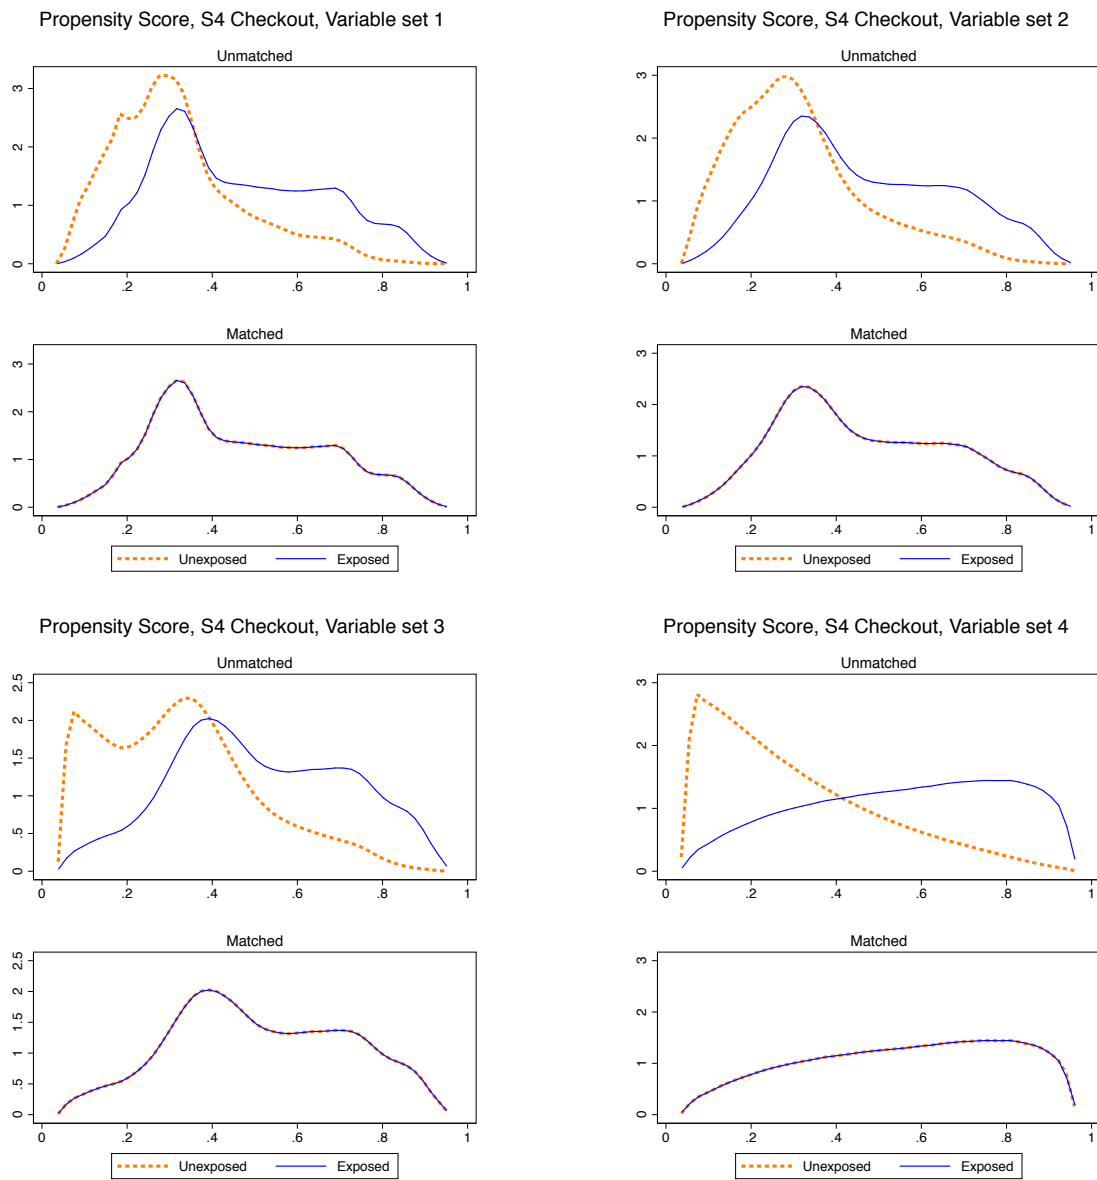 Propensity Score, S4 Checkout, Variable set 1
Unmatched
3
2
1
0
0 .2 .4 .6 .8 1
Matched
3
2
1
0
0 .2 .4 .6 .8 1
Unexposed Exposed
Propensity Score, S4 Checkout, Variable set 2
Unmatched
3
2
1
0
0 .2 .4 .6 .8 1
Matched
3
2
1
0
0 .2 .4 .6 .8 1
Unexposed Exposed
Propensity Score, S4 Checkout, Variable set 3
Unmatched
2.5
2
1.5
1
.5
0
0 .2 .4 .6 .8 1
Matched
2.5
2
1.5
1
.5
0
0 .2 .4 .6 .8 1
Unexposed Exposed
Propensity Score, S4 Checkout, Variable set 4
Unmatched
3
2
1
0
0 .2 .4 .6 .8 1
Matched
3
2
1
0
0 .2 .4 .6 .8 1
Unexposed Exposed